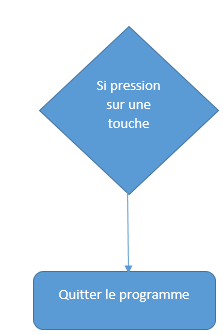 Si pression
sur une
touche
Quitter le programme